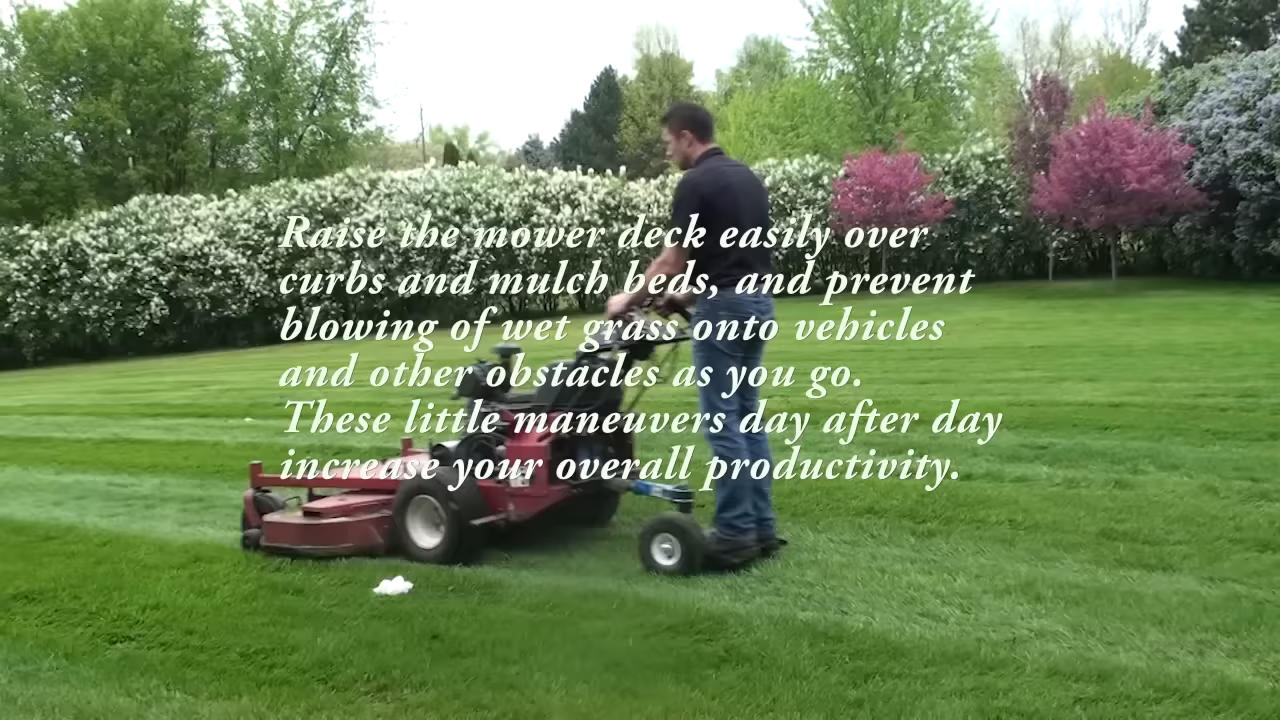 Raise the mower deck easily over
curbs and mulch beds, and prevent
blowing of wet grass onto vehicles
and other obstacles as you go.
These little maneuvers day after day
increase your overall productivity.